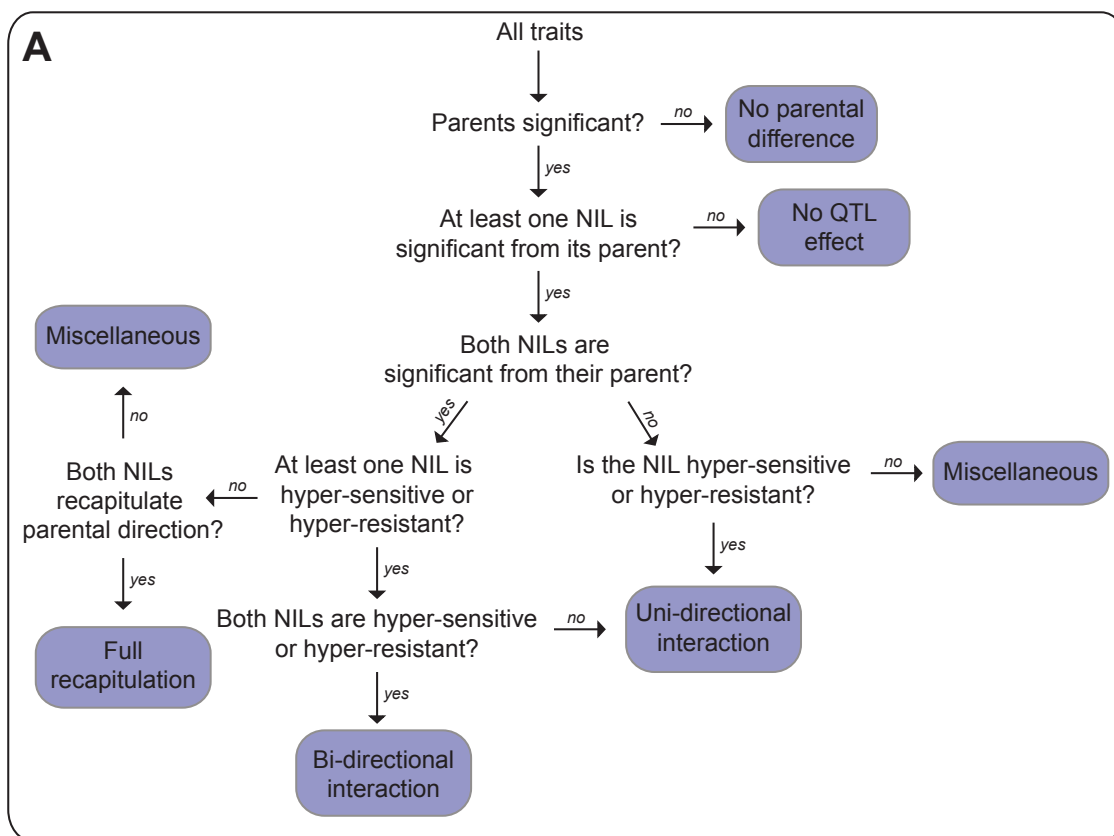 A
All traits
Parents significant?
no
No parental
difference
yes
At least one NIL is
significant from its parent?
no
No QTL
effect
yes
Both NILs are
significant from their parent?
yes
no
Miscellaneous
no
Both NILs
recapitulate
parental direction?
no
At least one NIL is
hyper-sensitive or
hyper-resistant?
Is the NIL hyper-sensitive
or hyper-resistant?
no
Miscellaneous
yes
yes
yes
Full
recapitulation
Both NILs are hyper-sensitive
or hyper-resistant?
no
Uni-directional
interaction
yes
Bi-directional
interaction